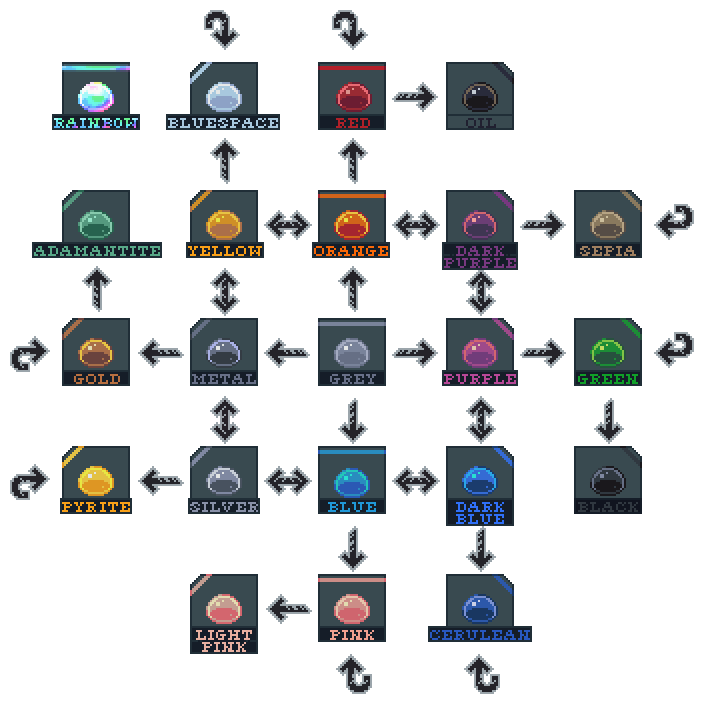 RAINBOW
BLUESPACE
RED
OIL
ADAMANTITE
YELLOW
ORANGE
DARK
PURPLE
SEPIA
GOLD
METAL
GREY
PURPLE
GREEN
PYRITE
SILVER
BLUE
DARK
BLUE
BLACK
LIGHT
PINK
PINK
CERULEAN